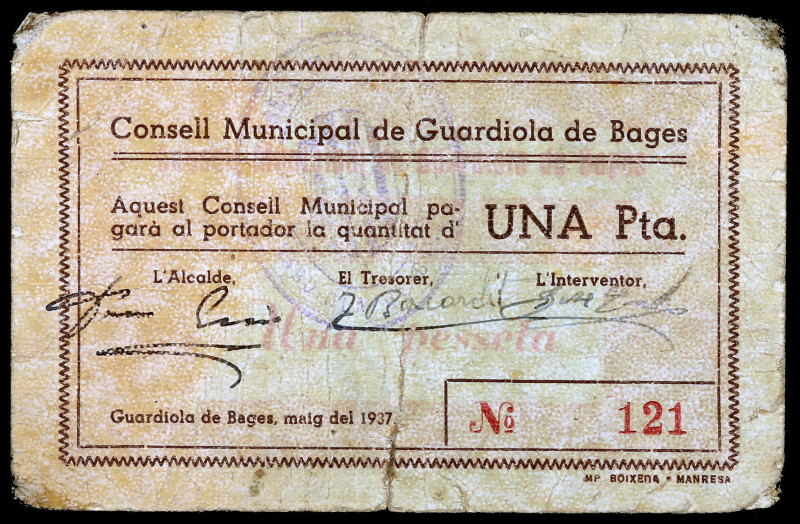 Consell Municipal de Guardiola de Bages
Aquest Consell Municipal pa-
garà al portador la quantitat d'
UNA Pta.
L'Alcalde, El Tresorer, L'Interventor,
Una pesseta
Guardiola de Bages, maig del 1937,
Nº 121
MP BOIXEDA • MANRESA